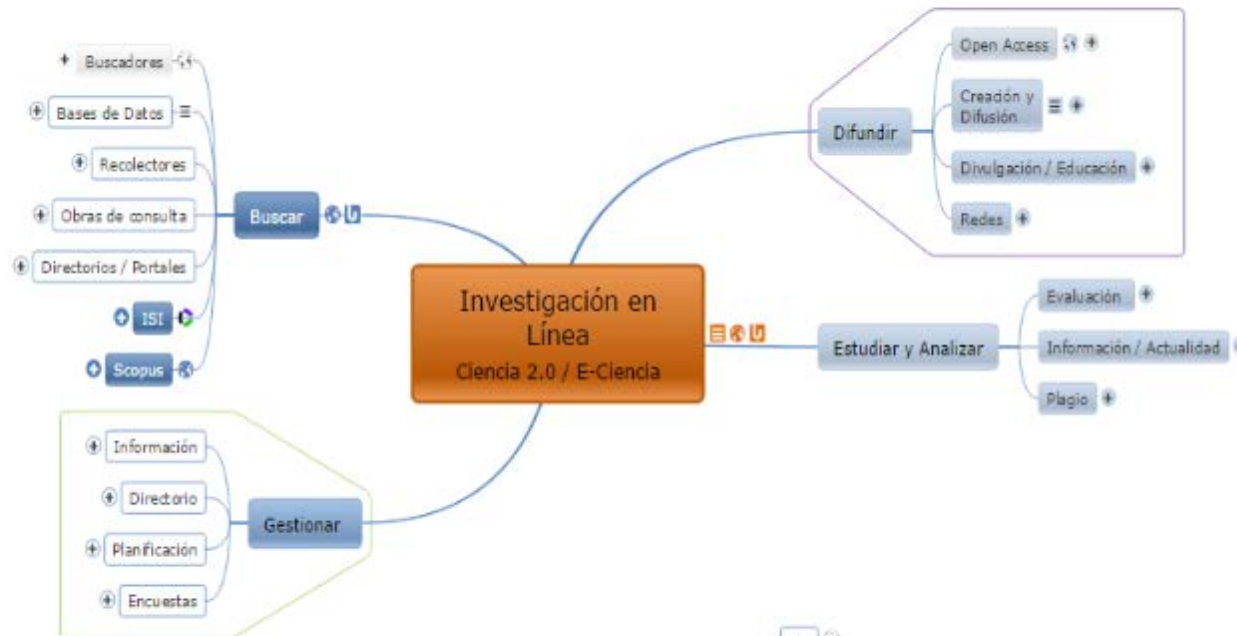 Buscadores
Bases de Datos
Recolectores
Obras de consulta
Directorios / Portales
ISI
Scopus
Buscar
Investigación en
Línea
Ciencia 2.0 / E-Ciencia
Difundir
Open Access
Creación y
Difusión
Divulgación / Educación
Redes
Estudiar y Analizar
Evaluación
Información / Actualidad
Plagio
Información
Directorio
Planificación
Encuestas
Gestionar